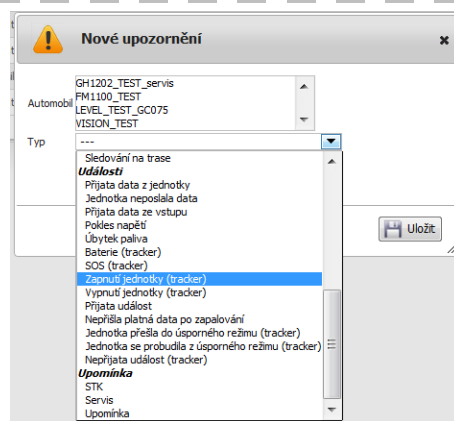 Nové upozornění
Automobil
GH1202_TEST_servis
FM1100_TEST
LEVEL_TEST_GC075
VISION_TEST
Typ
---
Sledování na trase
Události
Přijata data z jednotky
Jednotka neposlala data
Přijata data ze vstupu
Pokles napětí
Úbytek paliva
Baterie (tracker)
SOS (tracker)
Zapnutí jednotky (tracker)
Vypnutí jednotky (tracker)
Přijata událost
Nepřišla platná data po zapalování
Jednotka přešla do úsporného režimu (tracker)
Jednotka se probudila z úsporného režimu (tracker)
Nepřijata událost (tracker)
Upomínka
STK
Servis
Upomínka
Uložit